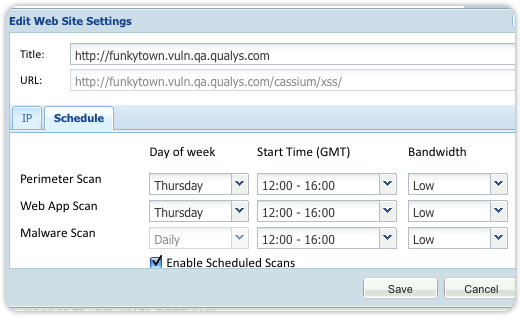 Edit Web Site Settings
Title: http://funkytown.vuln.qa.qualys.com
URL: http://funkytown.vuln.qa.qualys.com/cassium/xss/
IP Schedule
Day of week Start Time (GMT) Bandwidth
Perimeter Scan Thursday 12:00 - 16:00 Low
Web App Scan Thursday 12:00 - 16:00 Low
Malware Scan Daily 12:00 - 16:00 Low
Enable Scheduled Scans
Save Cancel